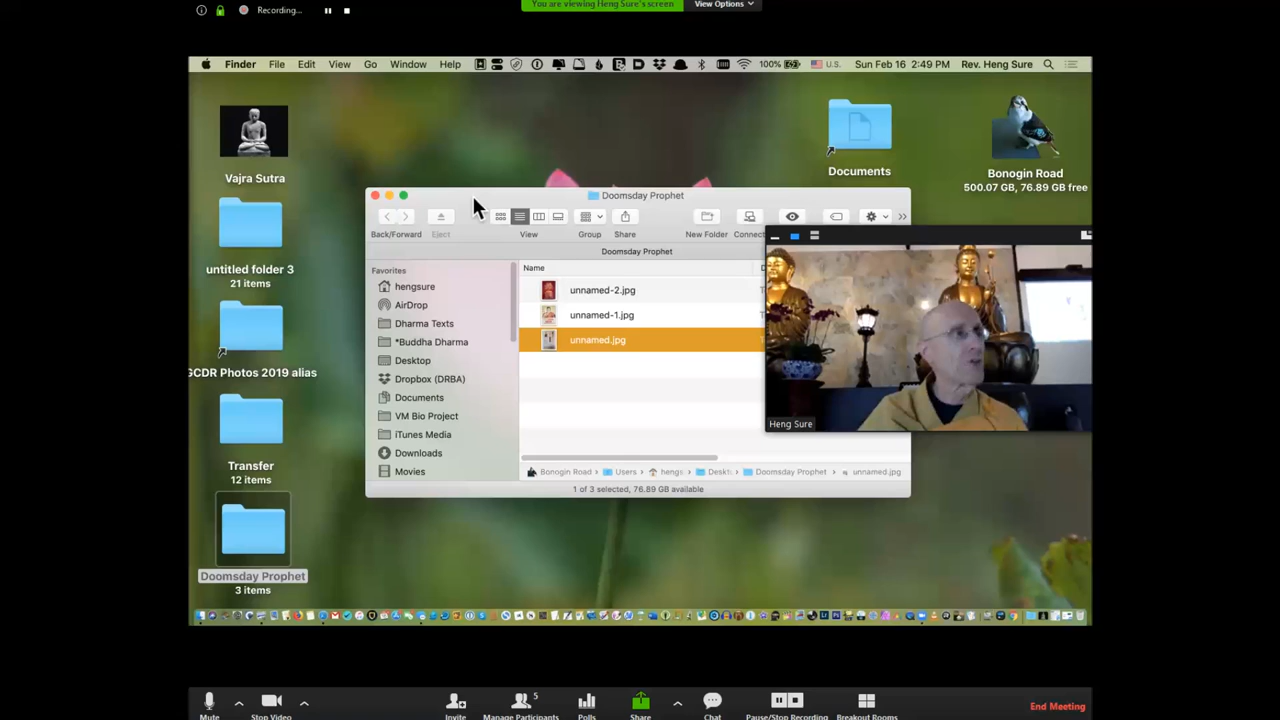 Recording...
You are viewing Heng Sure's screen
View Options
Finder File Edit View Go Window Help
100%
U.S.
Sun Feb 16 2:49 PM
Rev. Heng Sure
Vajra Sutra
untitled folder 3
21 items
GCDR Photos 2019 alias
Transfer
12 items
Doomsday Prophet
3 items
Documents
Bonogin Road
500.07 GB, 76.89 GB free
Doomsday Prophet
Back/Forward
Eject
View
Group
Share
New Folder
Connect
Doomsday Prophet
Favorites
hengsure
AirDrop
Dharma Texts
*Buddha Dharma
Desktop
Dropbox (DRBA)
Documents
VM Bio Project
iTunes Media
Downloads
Movies
Name
unnamed-2.jpg
unnamed-1.jpg
unnamed.jpg
Bonogin Road › Users › hengs › Deskt › Doomsday Prophet › unnamed.jpg
1 of 3 selected, 76.89 GB available
Heng Sure
Mute
Stop Video
Invite
5
Manage Participants
Polls
Share
Chat
Pause/Stop Recording
Breakout Rooms
End Meeting